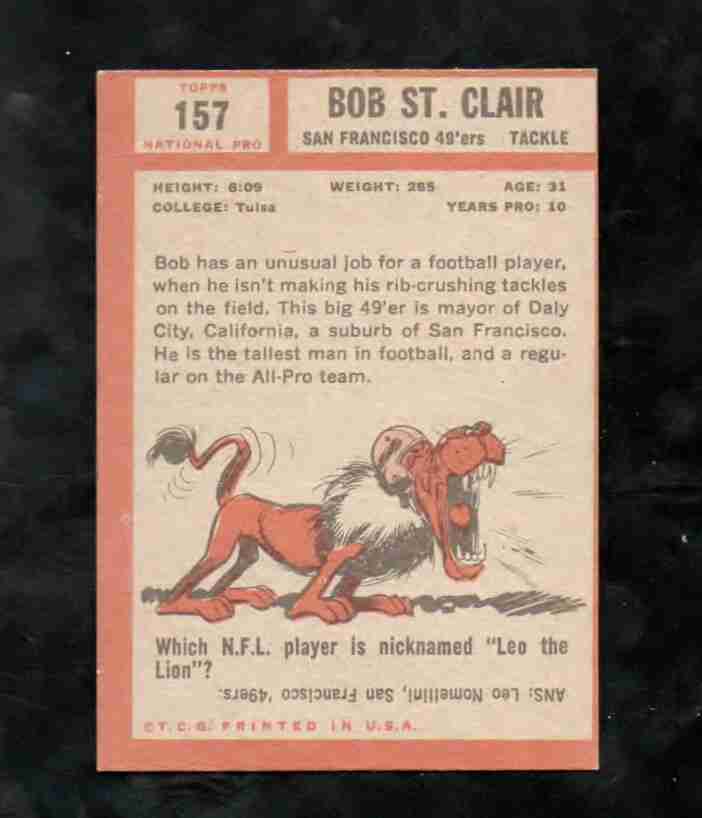 TOPPS
157
NATIONAL PRO
BOB ST. CLAIR
SAN FRANCISCO 49'ers TACKLE
HEIGHT: 6:09 WEIGHT: 265 AGE: 31
COLLEGE: Tulsa YEARS PRO: 10
Bob has an unusual job for a football player,
when he isn't making his rib-crushing tackles
on the field. This big 49'er is mayor of Daly
City, California, a suburb of San Francisco.
He is the tallest man in football, and a regu-
lar on the All-Pro team.
Which N.F.L. player is nicknamed "Leo the
Lion"?
ANS: Leo Nomellini, San Francisco '49ers.
©T.C.G. PRINTED IN U.S.A.